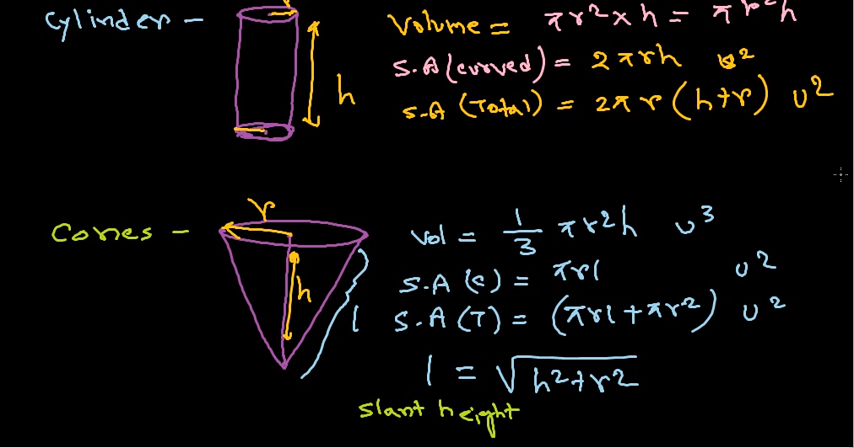 Cylinder - r Volume = πr²xh = πr²h
S.A (curved) = 2πrh u²
h
S.A (Total) = 2πr (h+r) u²
Cones - r Vol = 1/3 πr²h u³
S.A (c) = πrl u²
h
l S.A (T) = (πrl + πr²) u²
l = √h²+r²
slant height